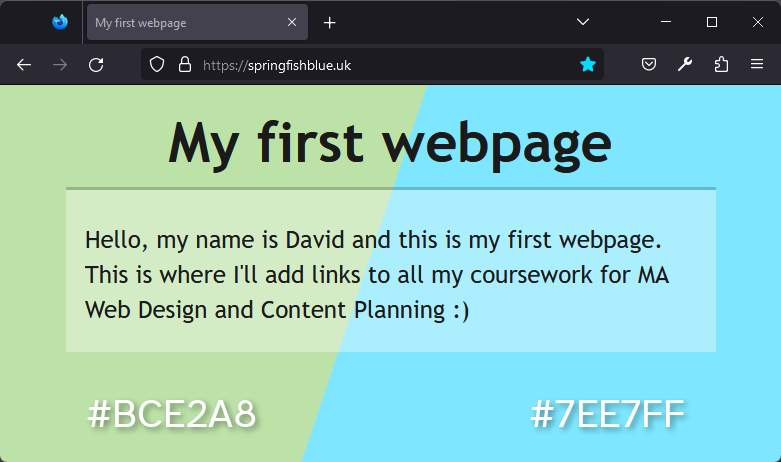 My first webpage
https://springfishblue.uk
My first webpage
Hello, my name is David and this is my first webpage.
This is where I'll add links to all my coursework for MA
Web Design and Content Planning :)
#BCE2A8 #7EE7FF